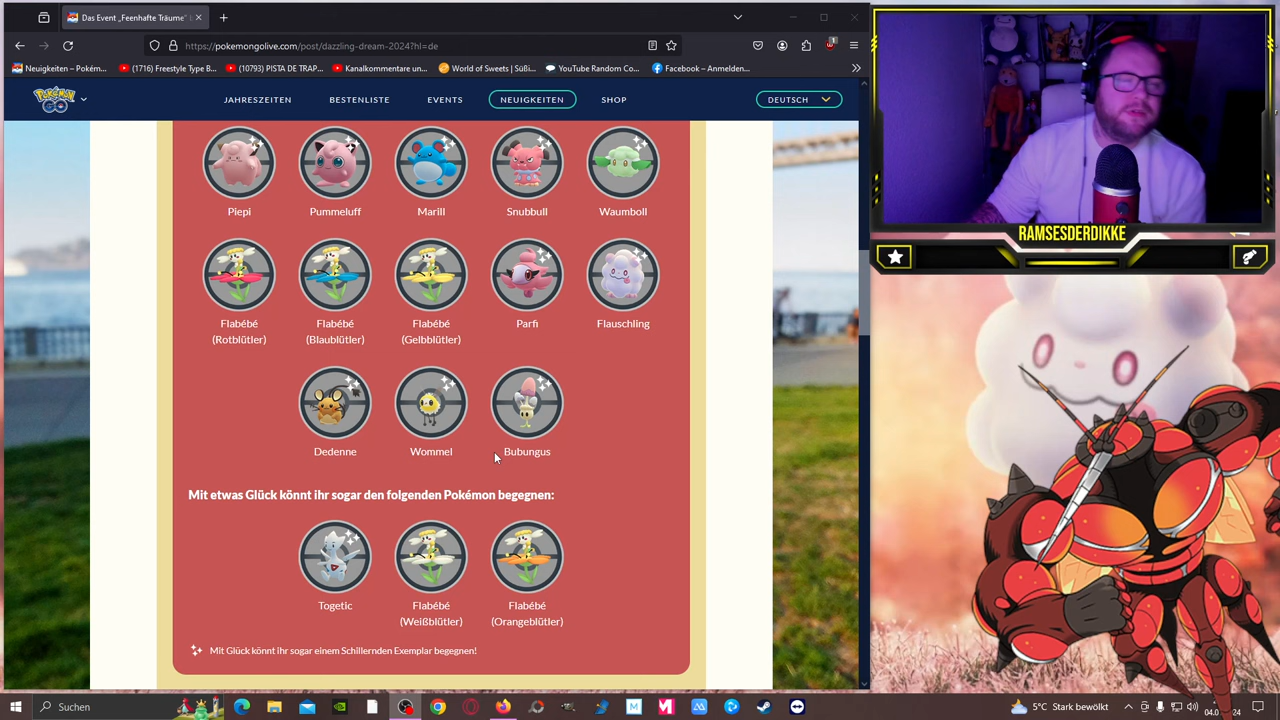 Das Event „Feenhafte Träume" b
https://pokemongolive.com/post/dazzling-dream-2024?hl=de
Neuigkeiten – Pokém...
(1716) Freestyle Type B...
(10793) PISTA DE TRAP...
Kanalkommentare un...
World of Sweets | Süßi...
YouTube Random Co...
Facebook – Anmelden...
POKÉMON GO
JAHRESZEITEN
BESTENLISTE
EVENTS
NEUIGKEITEN
SHOP
DEUTSCH
Piepi
Pummeluff
Marill
Snubbull
Waumboll
Flabébé
(Rotblütler)
Flabébé
(Blaublütler)
Flabébé
(Gelbblütler)
Parfi
Flauschling
Dedenne
Wommel
Bubungus
Mit etwas Glück könnt ihr sogar den folgenden Pokémon begegnen:
Togetic
Flabébé
(Weißblütler)
Flabébé
(Orangeblütler)
Mit Glück könnt ihr sogar einem Schillernden Exemplar begegnen!
RAMSESDERDIKKE
Suchen
5°C Stark bewölkt